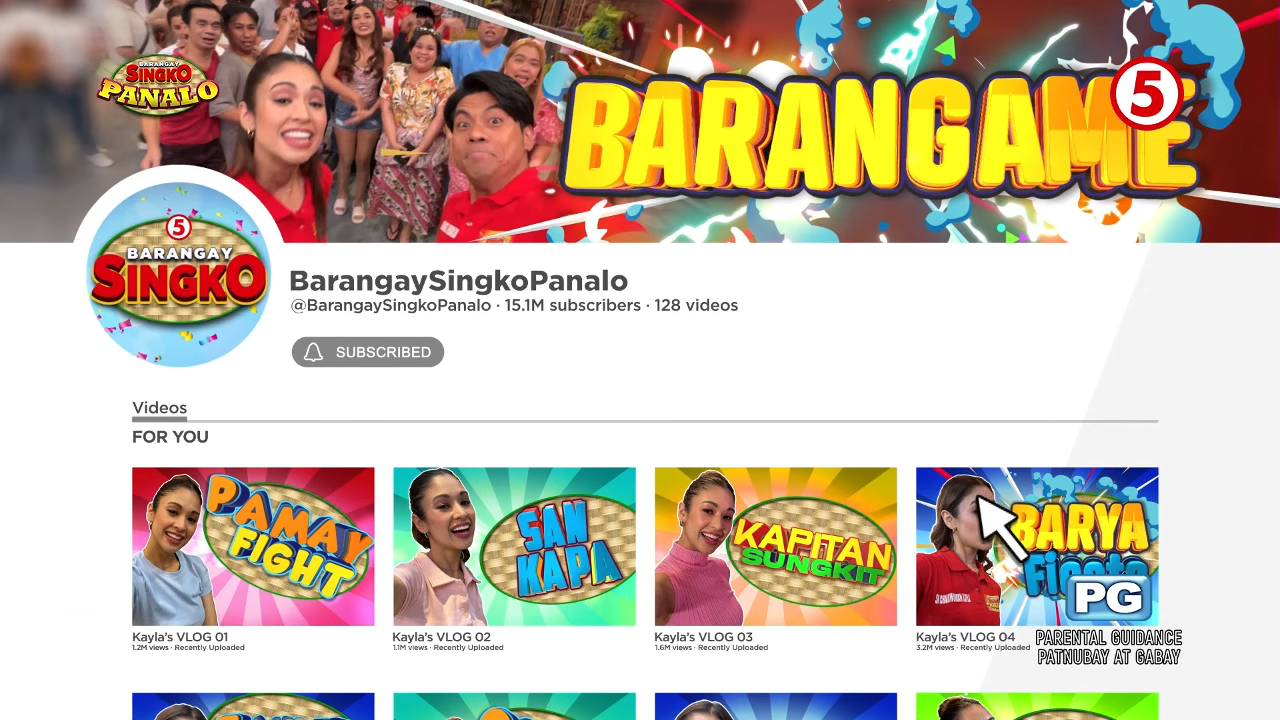 BARANGAY
SINGKO
PANALO
BARANGAME
5
5
BARANGAY
SINGKO
BarangaySingkoPanalo
@BarangaySingkoPanalo · 15.1M subscribers · 128 videos
SUBSCRIBED
Videos
FOR YOU
PAMAY
FIGHT
SAN
KAPA
KAPITAN
SUNGKIT
BARYA
Fiesta
PG
Kayla's VLOG 01
1.2M views · Recently Uploaded
Kayla's VLOG 02
1.1M views · Recently Uploaded
Kayla's VLOG 03
1.6M views · Recently Uploaded
Kayla's VLOG 04
3.2M views · Recently Uploaded
PARENTAL GUIDANCE
PATNUBAY AT GABAY